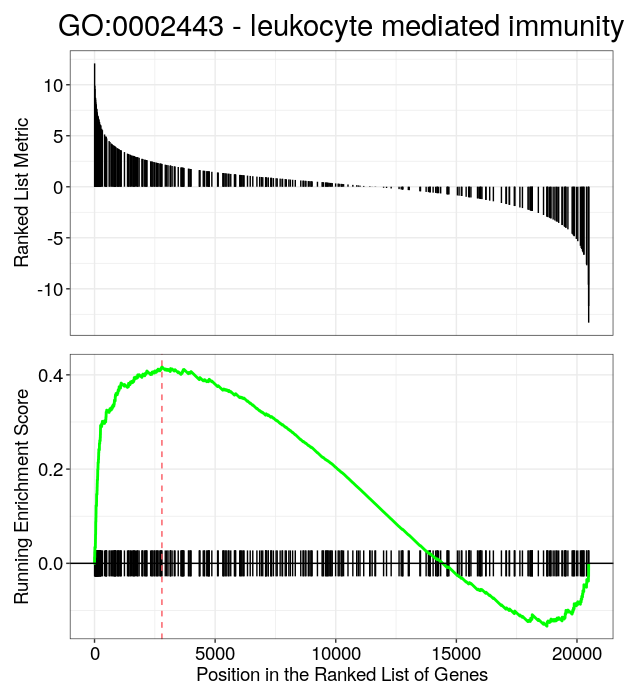 GO:0002443 - leukocyte mediated immunity
10
5
0
-5
-10
Ranked List Metric
0.4
0.2
0.0
Running Enrichment Score
0 5000 10000 15000 20000
Position in the Ranked List of Genes